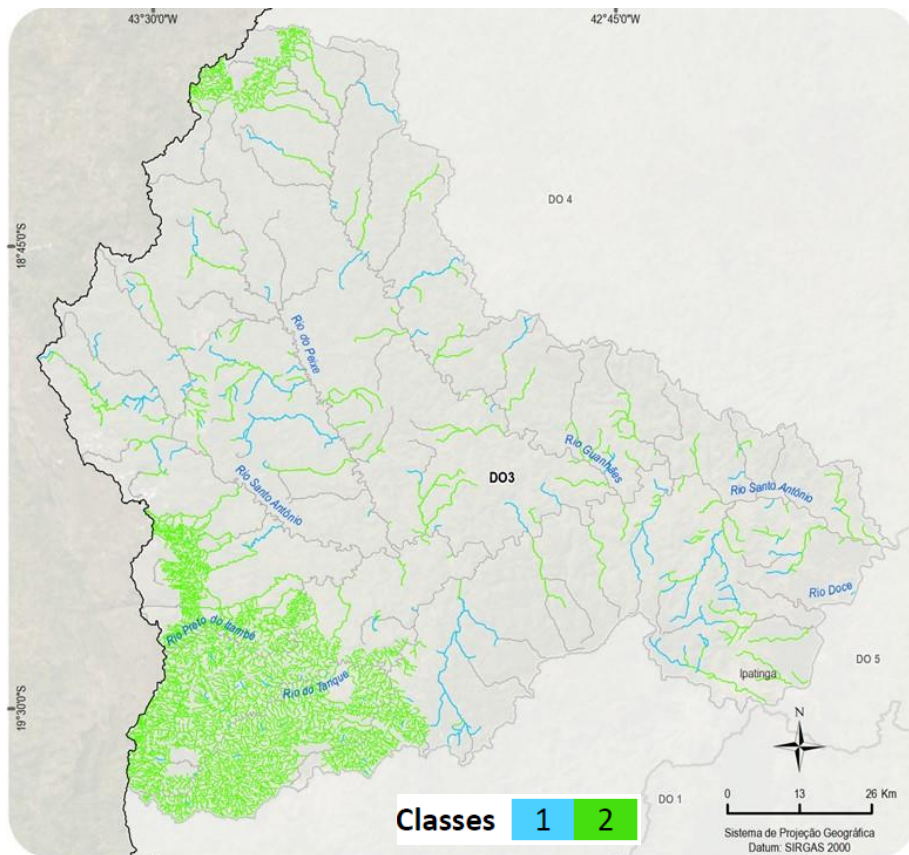 43°30'0"W
42°45'0"W
DO 4
18°45'0"S
Rio do Peixe
Rio Guanhães
DO3
Rio Santo Antônio
Rio Santo Antônio
Rio Doce
Rio Preto do Itambé
DO 5
Ipatinga
Rio do Tanque
19°30'0"S
N
DO 1
0 13 26 Km
Classes 1 2
Sistema de Projeção Geográfica
Datum: SIRGAS 2000